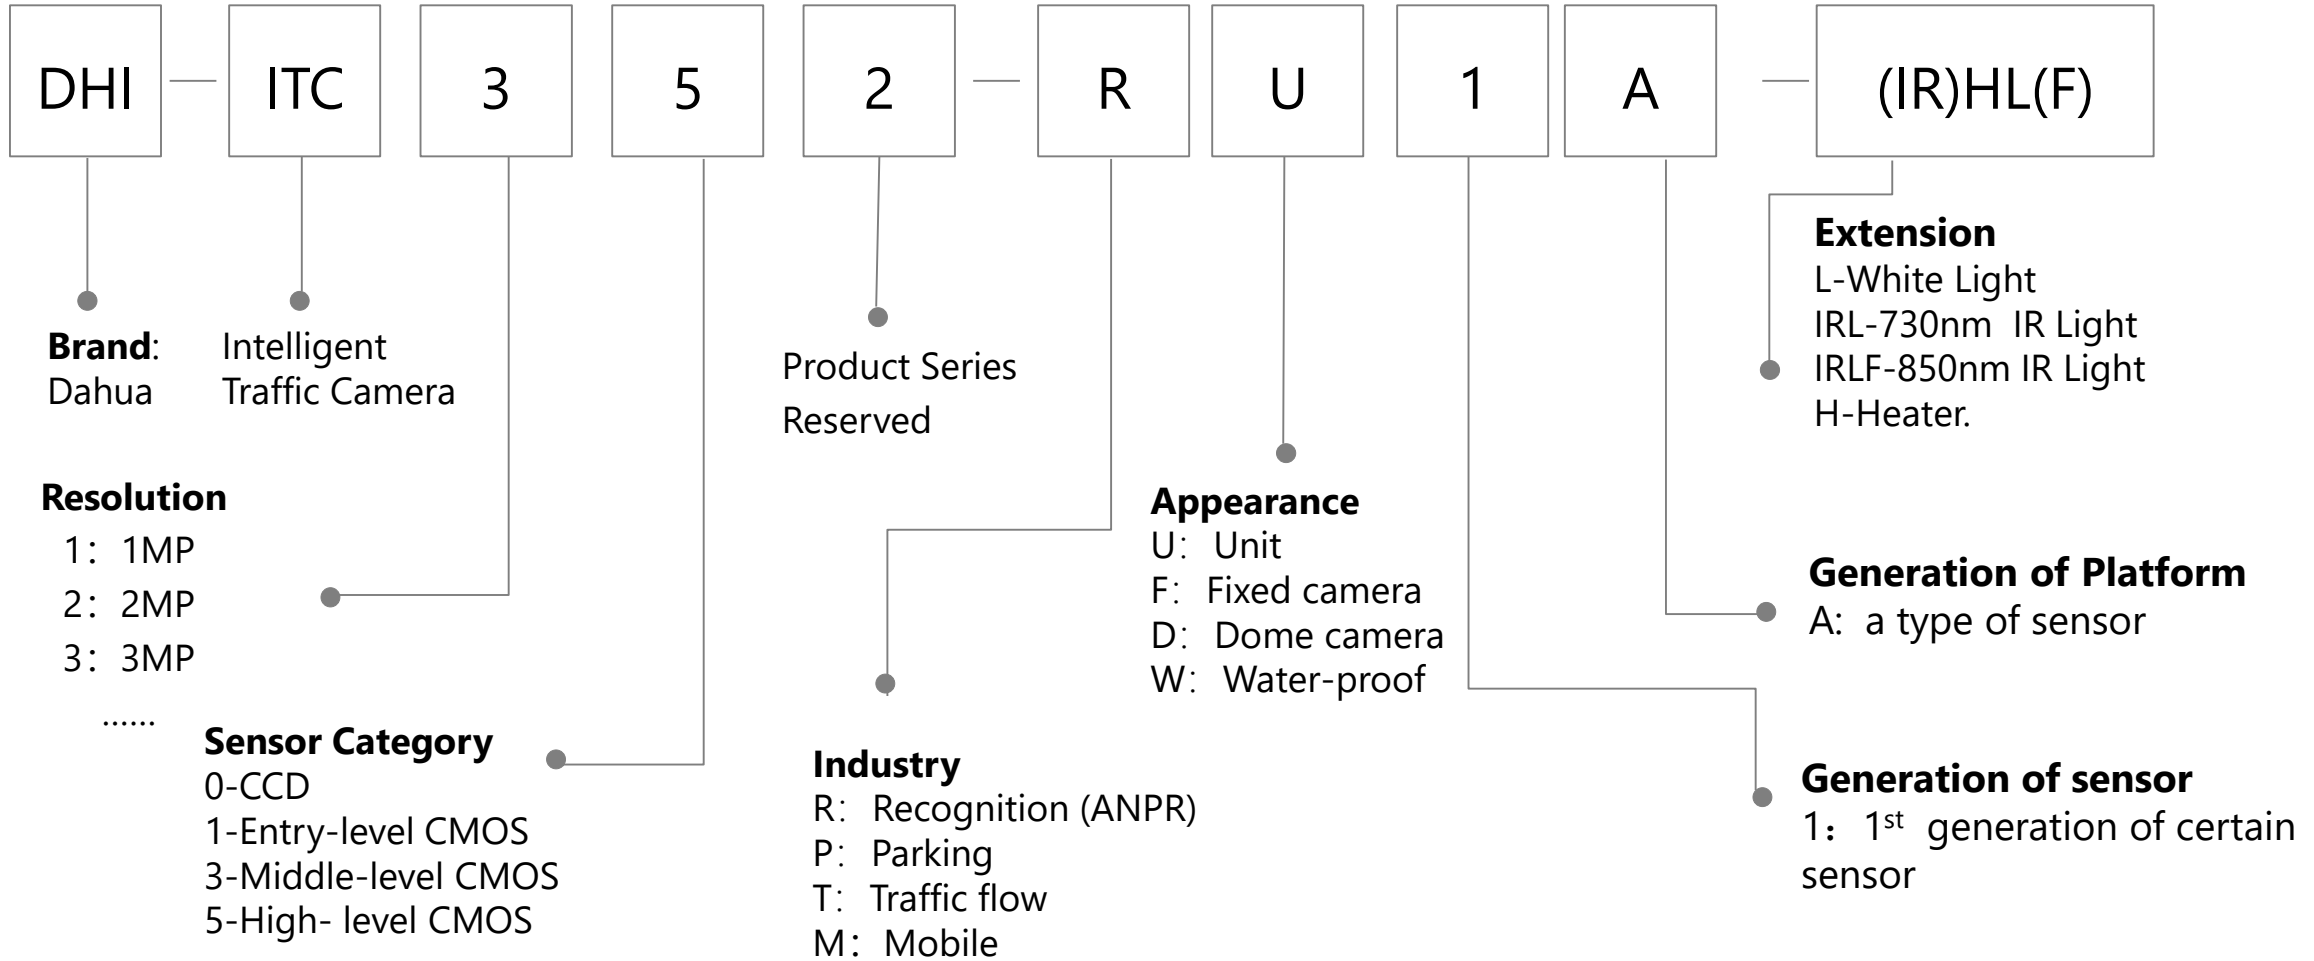 DHI — ITC 3 5 2 — R U 1 A — (IR)HL(F)
Brand:
Dahua
Intelligent
Traffic Camera
Product Series
Reserved
Extension
L-White Light
IRL-730nm IR Light
IRLF-850nm IR Light
H-Heater.
Resolution
1： 1MP
2： 2MP
3： 3MP
......
Sensor Category
0-CCD
1-Entry-level CMOS
3-Middle-level CMOS
5-High- level CMOS
Appearance
U： Unit
F： Fixed camera
D： Dome camera
W： Water-proof
Industry
R： Recognition (ANPR)
P： Parking
T： Traffic flow
M： Mobile
Generation of Platform
A: a type of sensor
Generation of sensor
1： 1st generation of certain
sensor